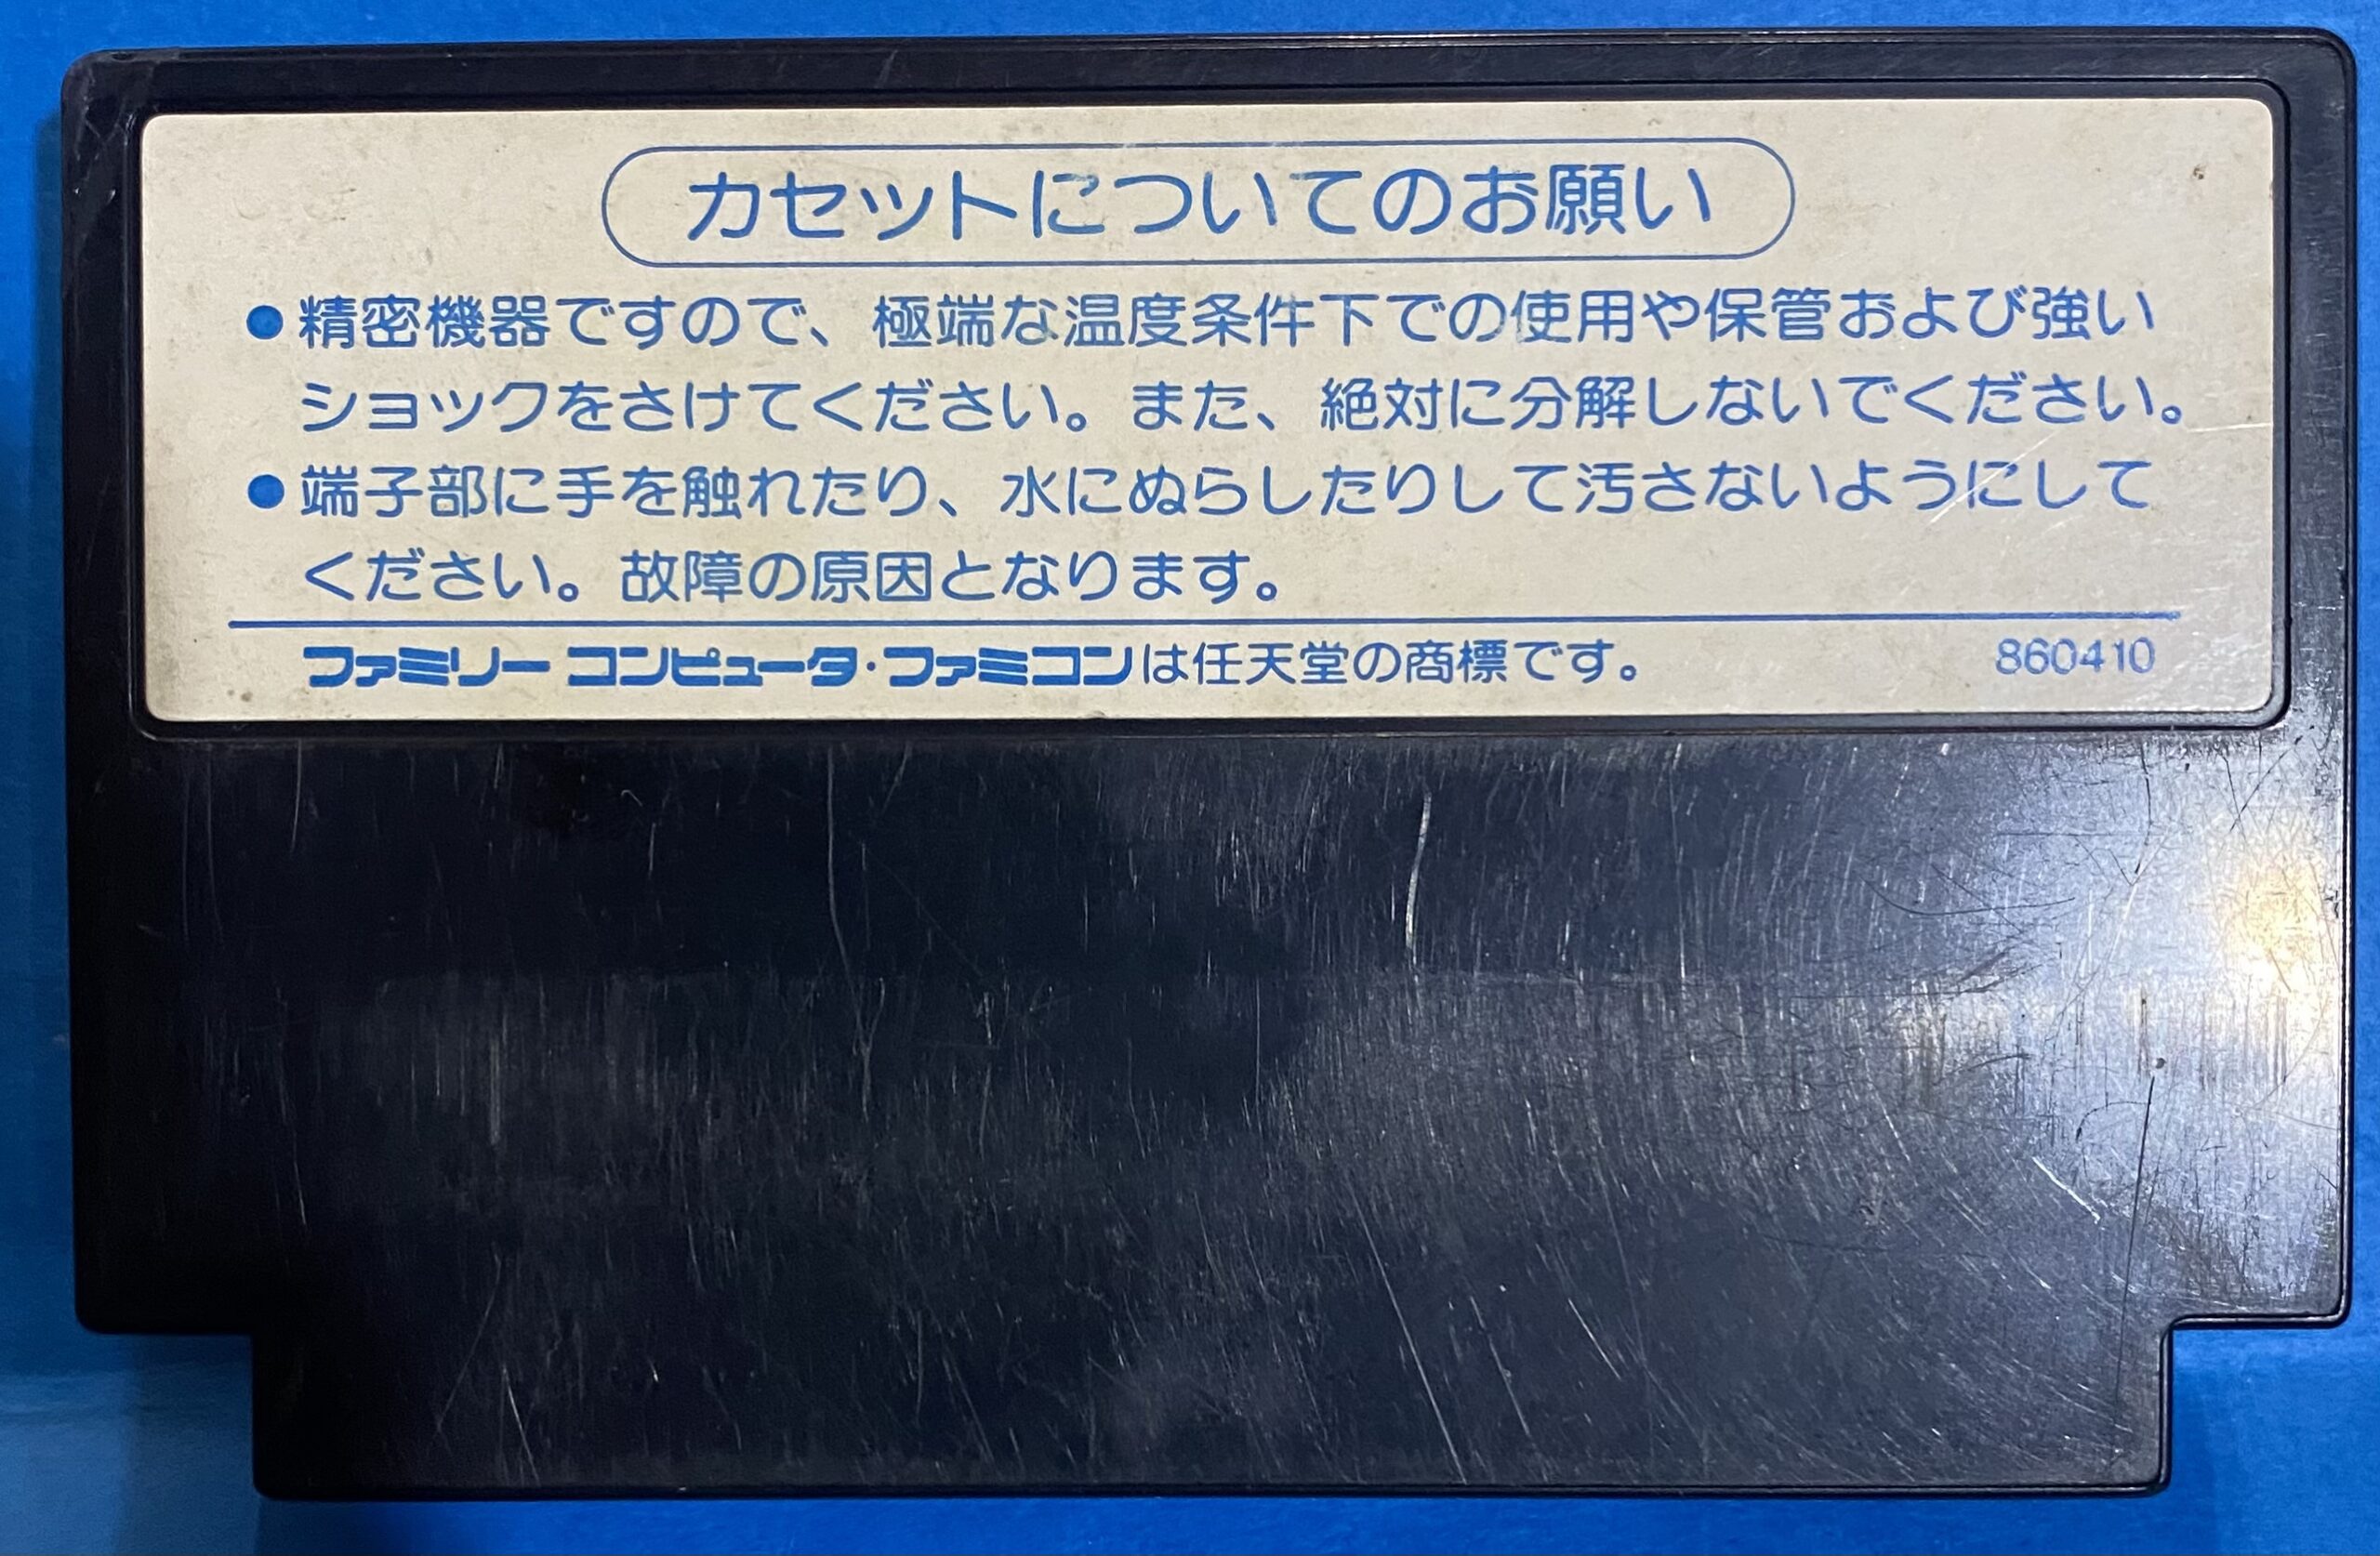 カセットについてのお願い
●精密機器ですので、極端な温度条件下での使用や保管および強い
ショックをさけてください。また、絶対に分解しないでください。
●端子部に手を触れたり、水にぬらしたりして汚さないようにして
ください。故障の原因となります。
ファミリー コンピュータ・ファミコンは任天堂の商標です。 860410